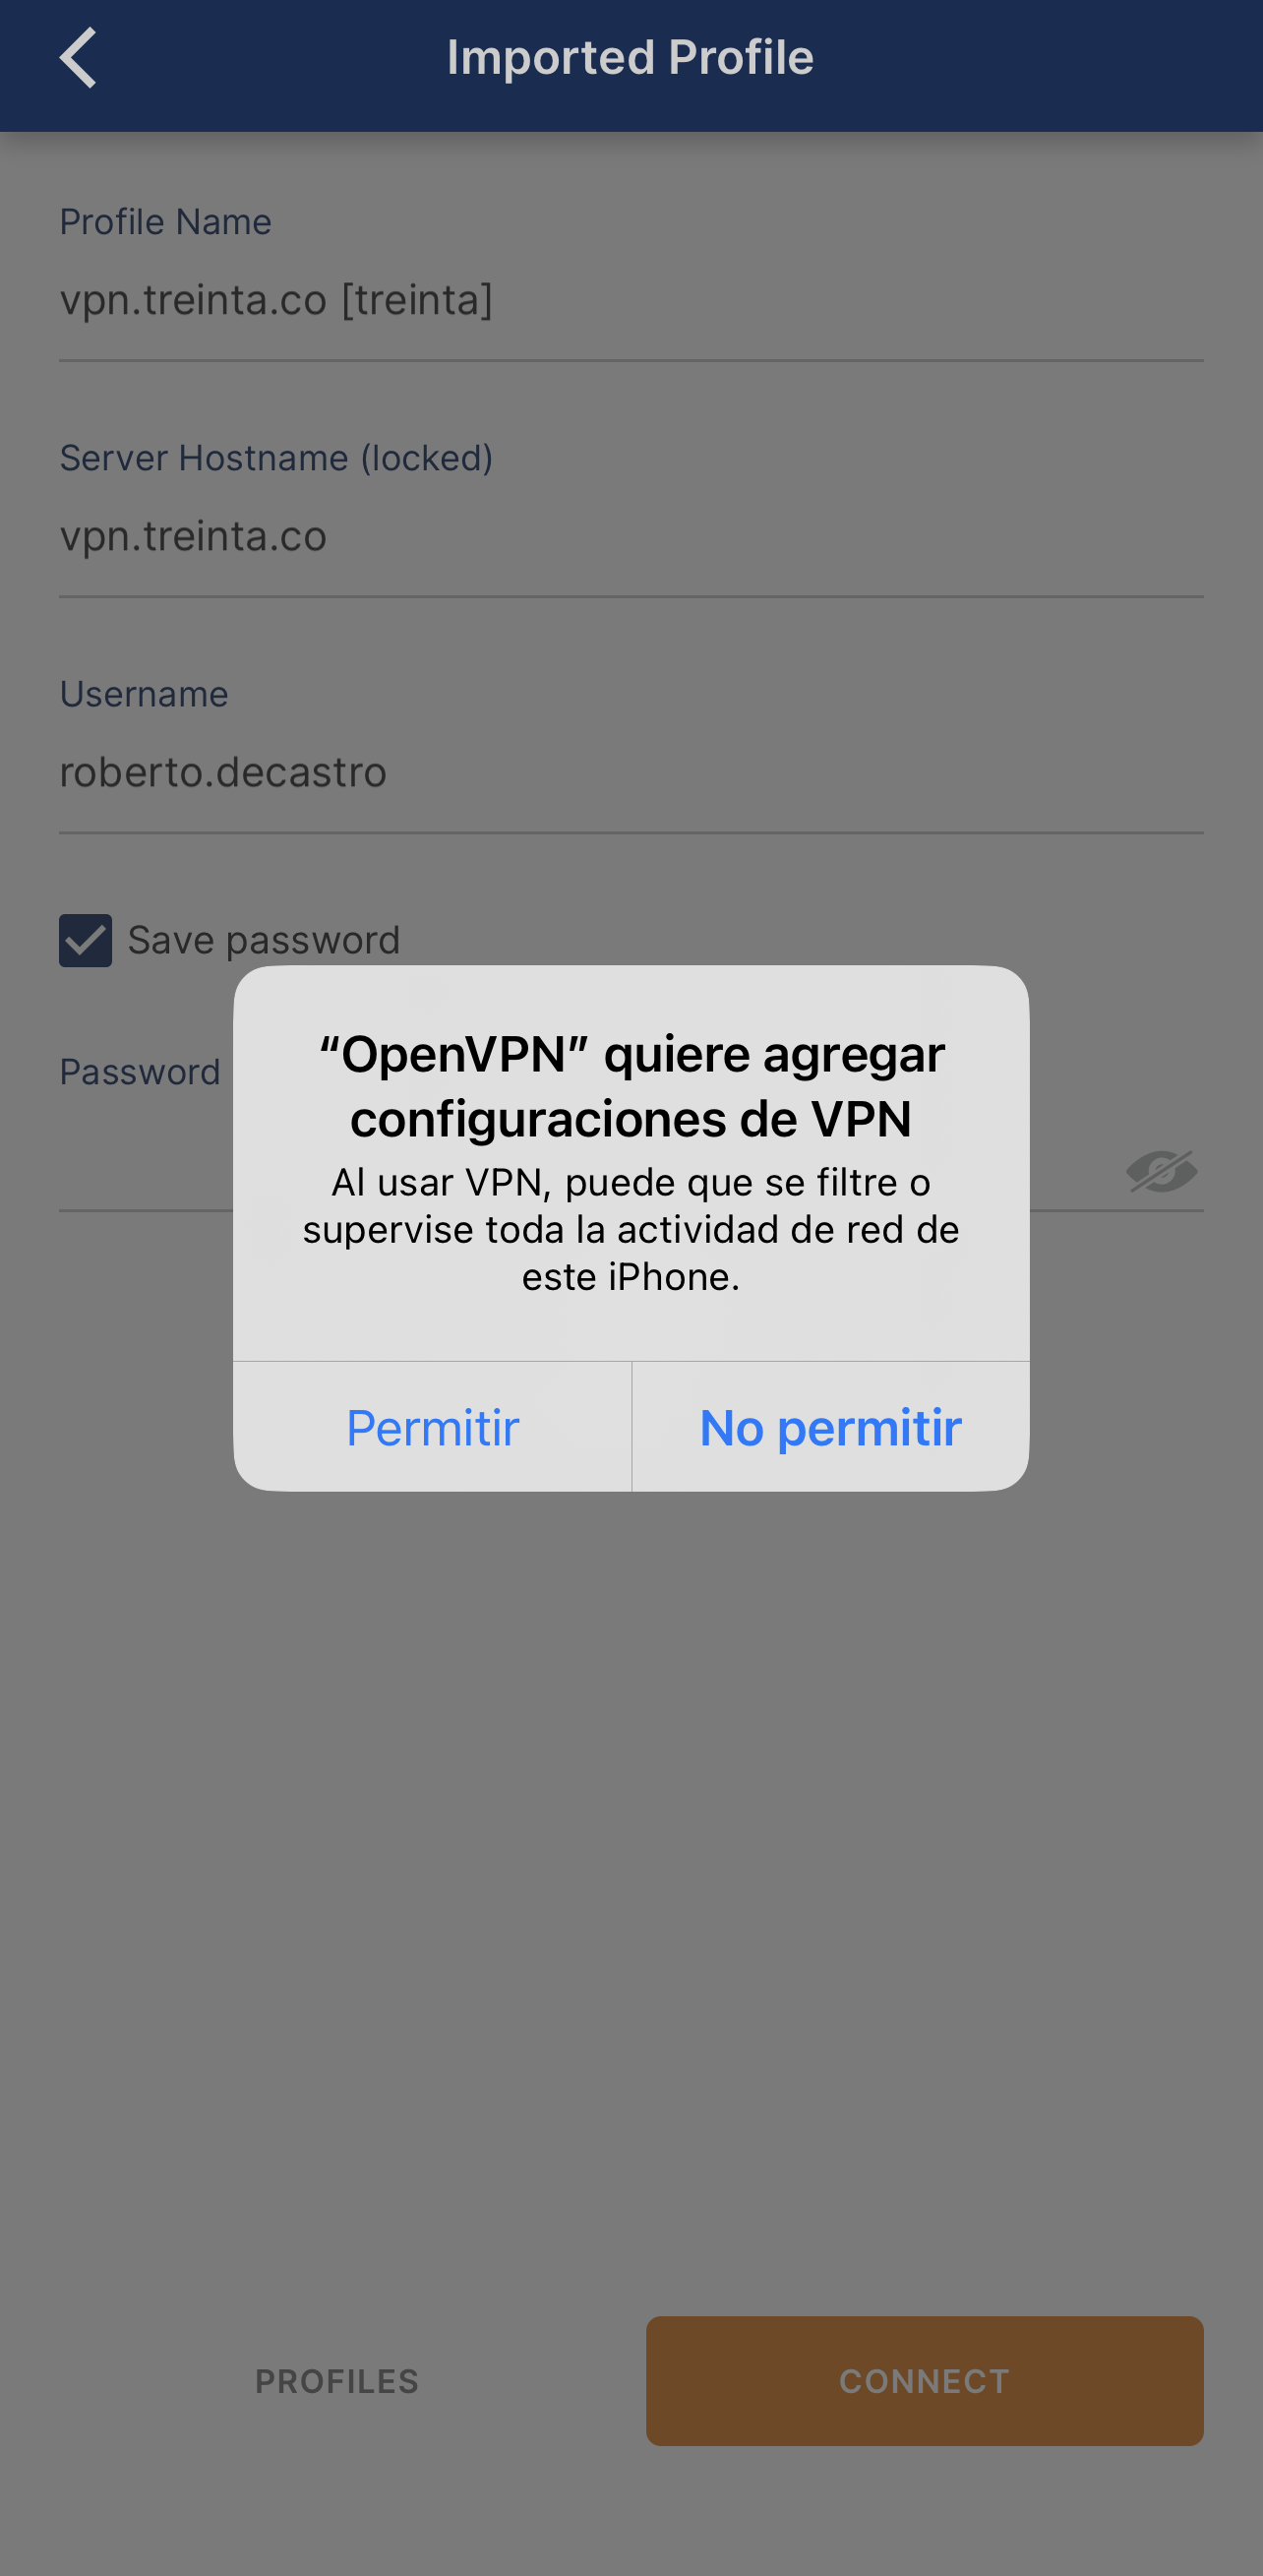 Imported Profile
Profile Name
vpn.treinta.co [treinta]
Server Hostname (locked)
vpn.treinta.co
Username
roberto.decastro
Save password
Password
“OpenVPN” quiere agregar
configuraciones de VPN
Al usar VPN, puede que se filtre o
supervise toda la actividad de red de
este iPhone.
Permitir
No permitir
PROFILES
CONNECT